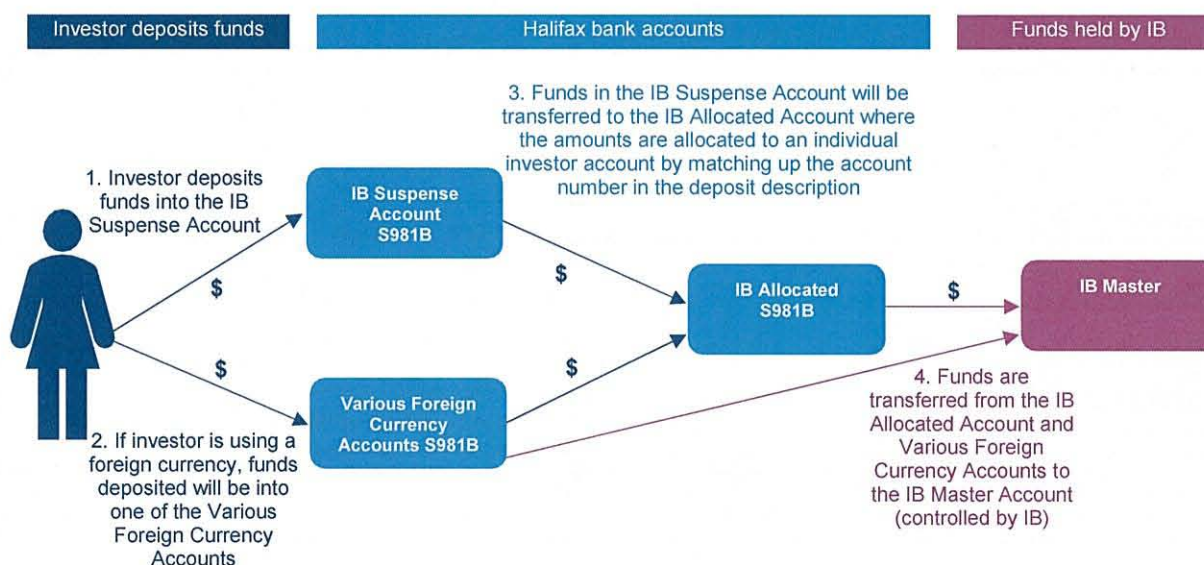 Investor deposits funds
Halifax bank accounts
Funds held by IB
3. Funds in the IB Suspense Account will be
transferred to the IB Allocated Account where
the amounts are allocated to an individual
investor account by matching up the account
number in the deposit description
1. Investor deposits
funds into the IB
Suspense Account
IB Suspense
Account
S981B
$
$
IB Allocated
S981B
$
IB Master
$
$
Various Foreign
Currency
Accounts S981B
2. If investor is using a
foreign currency, funds
deposited will be into
one of the Various
Foreign Currency
Accounts
4. Funds are
transferred from the IB
Allocated Account and
Various Foreign
Currency Accounts to
the IB Master Account
(controlled by IB)